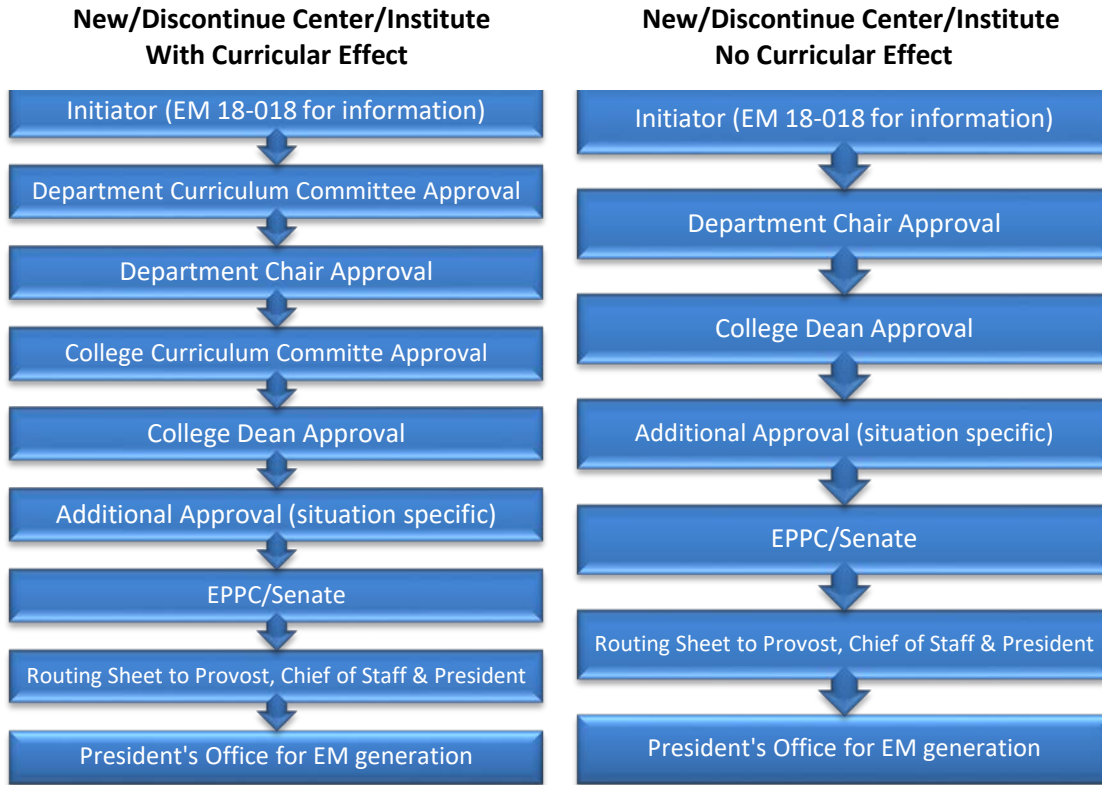 New/Discontinue Center/Institute
With Curricular Effect
Initiator (EM 18-018 for information)
Department Curriculum Committee Approval
Department Chair Approval
College Curriculum Committe Approval
College Dean Approval
Additional Approval (situation specific)
EPPC/Senate
Routing Sheet to Provost, Chief of Staff & President
President's Office for EM generation
New/Discontinue Center/Institute
No Curricular Effect
Initiator (EM 18-018 for information)
Department Chair Approval
College Dean Approval
Additional Approval (situation specific)
EPPC/Senate
Routing Sheet to Provost, Chief of Staff & President
President's Office for EM generation